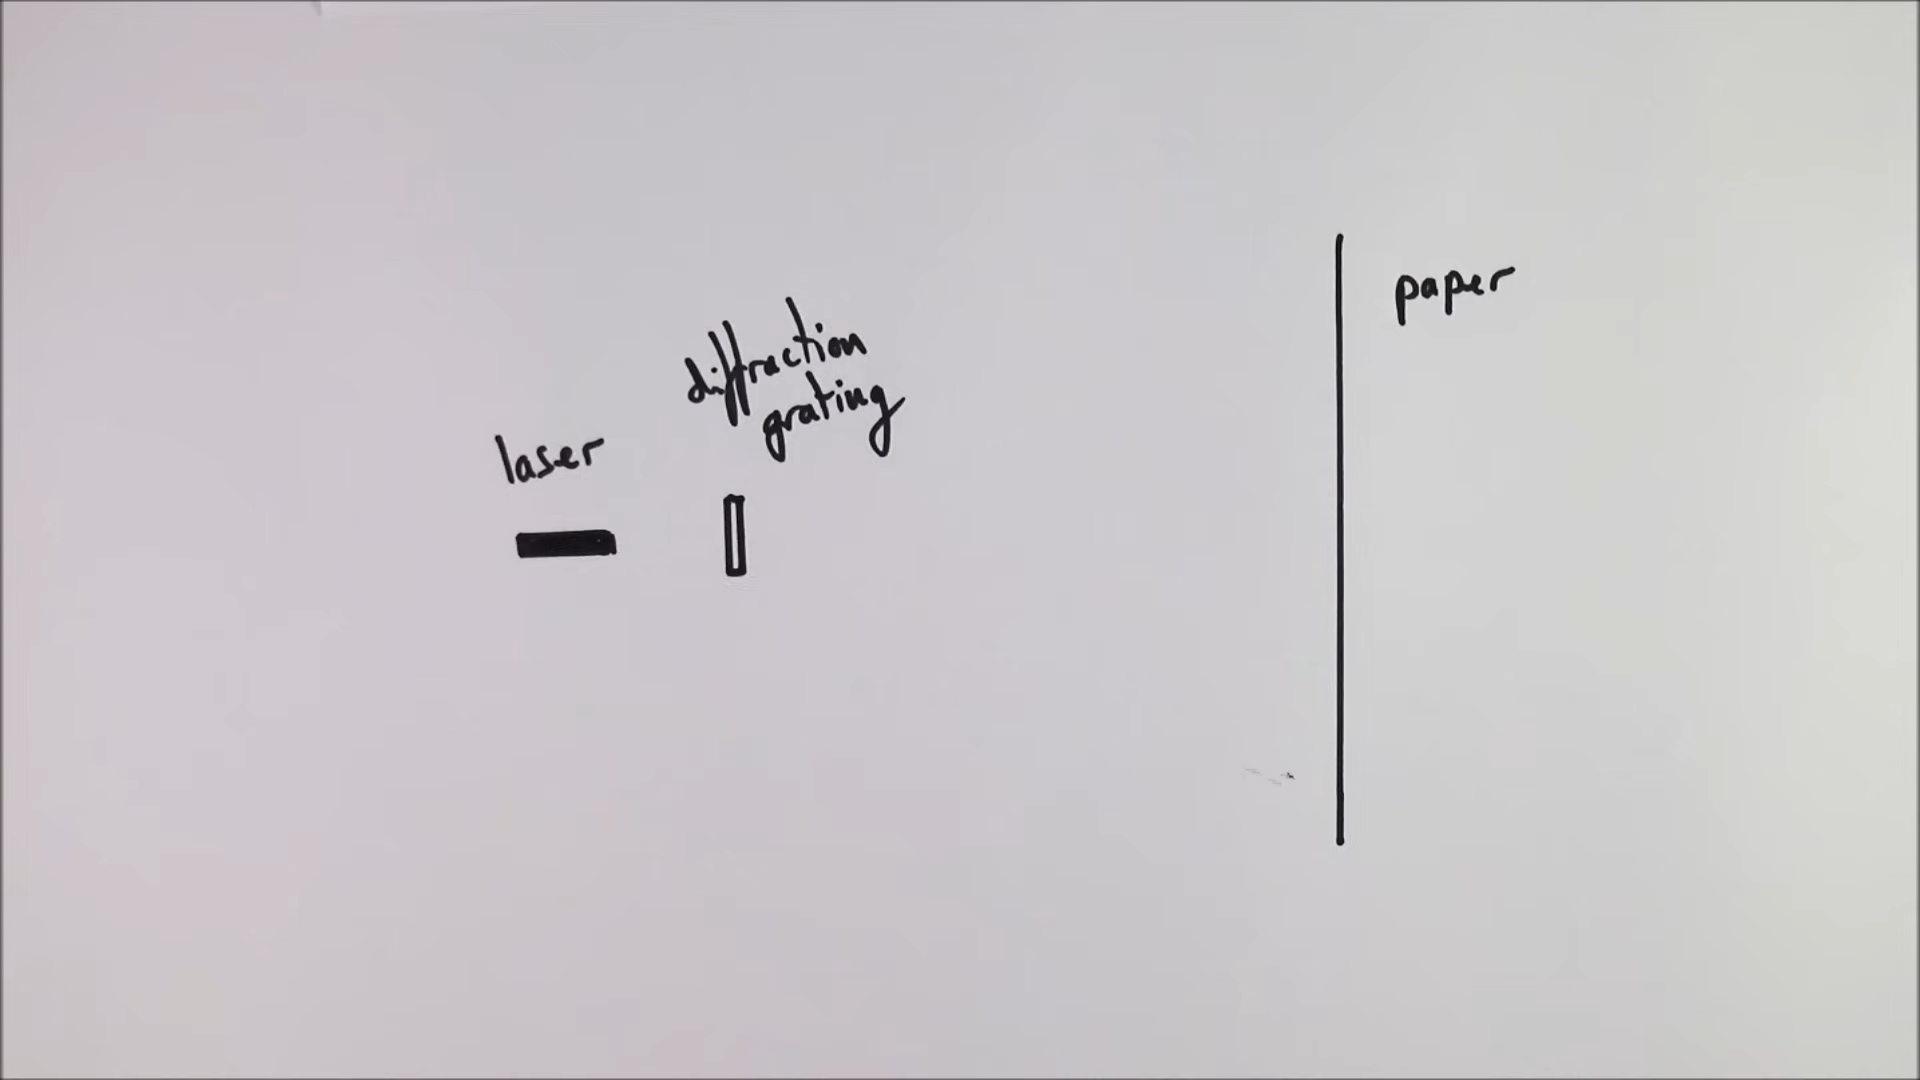 diffraction
grating
laser
paper